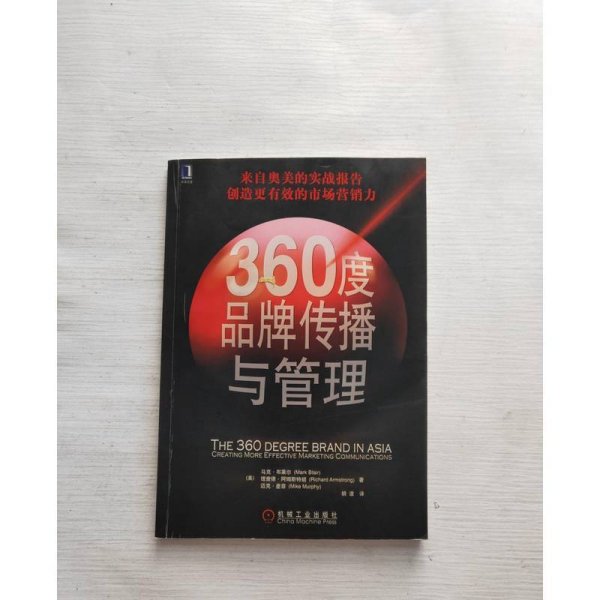 来自奥美的实战报告
创造更有效的市场营销力
360度
品牌传播
与管理
THE 360 DEGREE BRAND IN ASIA
CREATING MORE EFFECTIVE MARKETING COMMUNICATIONS
马克·布莱尔 (Mark Blair)
(美) 理查德·阿姆斯特朗 (Richard Armstrong) 著
迈克·墨菲 (Mike Murphy)
译
机械工业出版社
China Machine Press